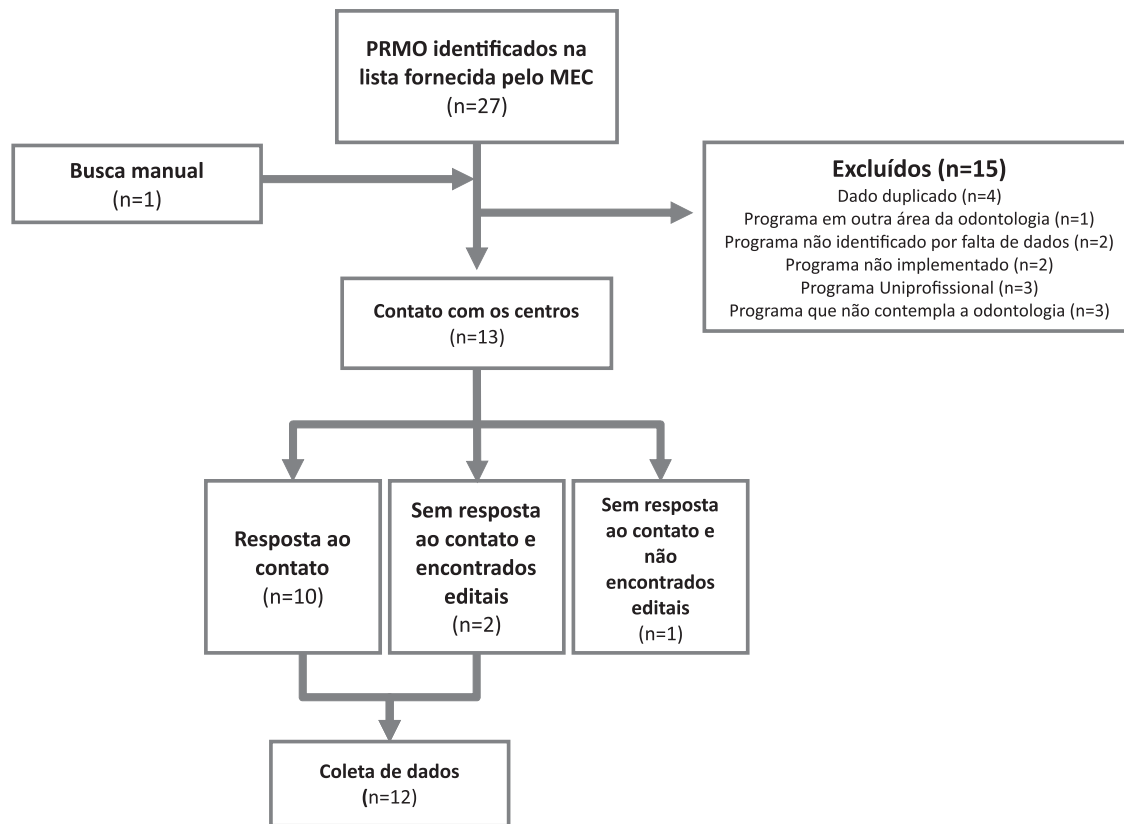 PRMO identificados na
lista fornecida pelo MEC
(n=27)
Busca manual
(n=1)
Excluídos (n=15)
Dado duplicado (n=4)
Programa em outra área da odontologia (n=1)
Programa não identificado por falta de dados (n=2)
Programa não implementado (n=2)
Programa Uniprofissional (n=3)
Programa que não contempla a odontologia (n=3)
Contato com os centros
(n=13)
Resposta ao
contato
(n=10)
Sem resposta
ao contato e
encontrados
editais
(n=2)
Sem resposta
ao contato e
não
encontrados
editais
(n=1)
Coleta de dados
(n=12)